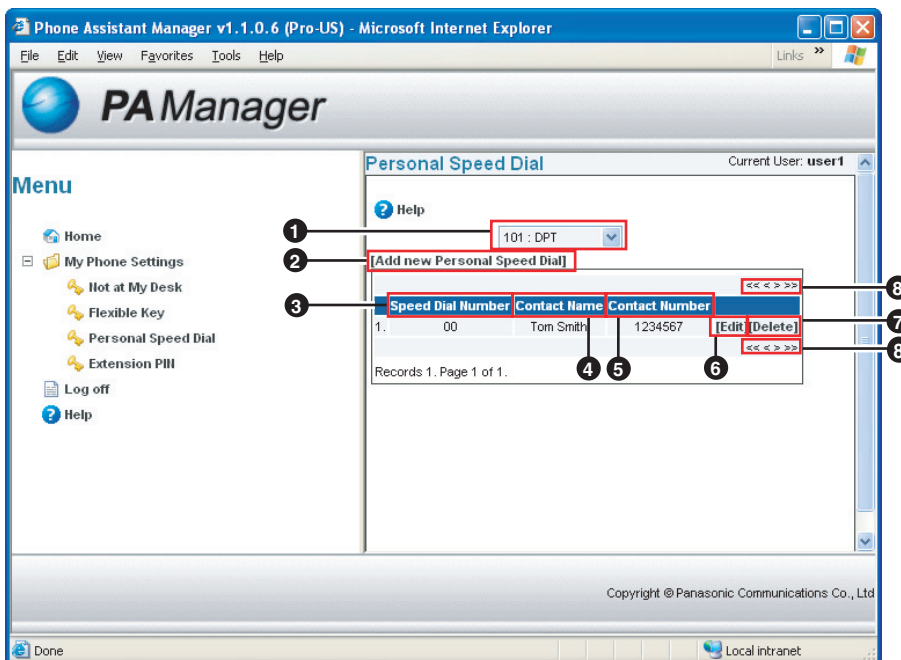 Phone Assistant Manager v1.1.0.6 (Pro-US) - Microsoft Internet Explorer
File Edit View Favorites Tools Help Links »
PA Manager
Menu
Home
My Phone Settings
Not at My Desk
Flexible Key
Personal Speed Dial
Extension PIN
Log off
Help
Personal Speed Dial Current User: user1
Help
1 101 : DPT
2 [Add new Personal Speed Dial]
<< < > >> 8
3 Speed Dial Number Contact Name Contact Number
1. 00 Tom Smith 1234567 [Edit] [Delete] 7
<< < > >> 8
4 5 6
Records 1. Page 1 of 1.
Copyright © Panasonic Communications Co., Ltd
Done Local intranet